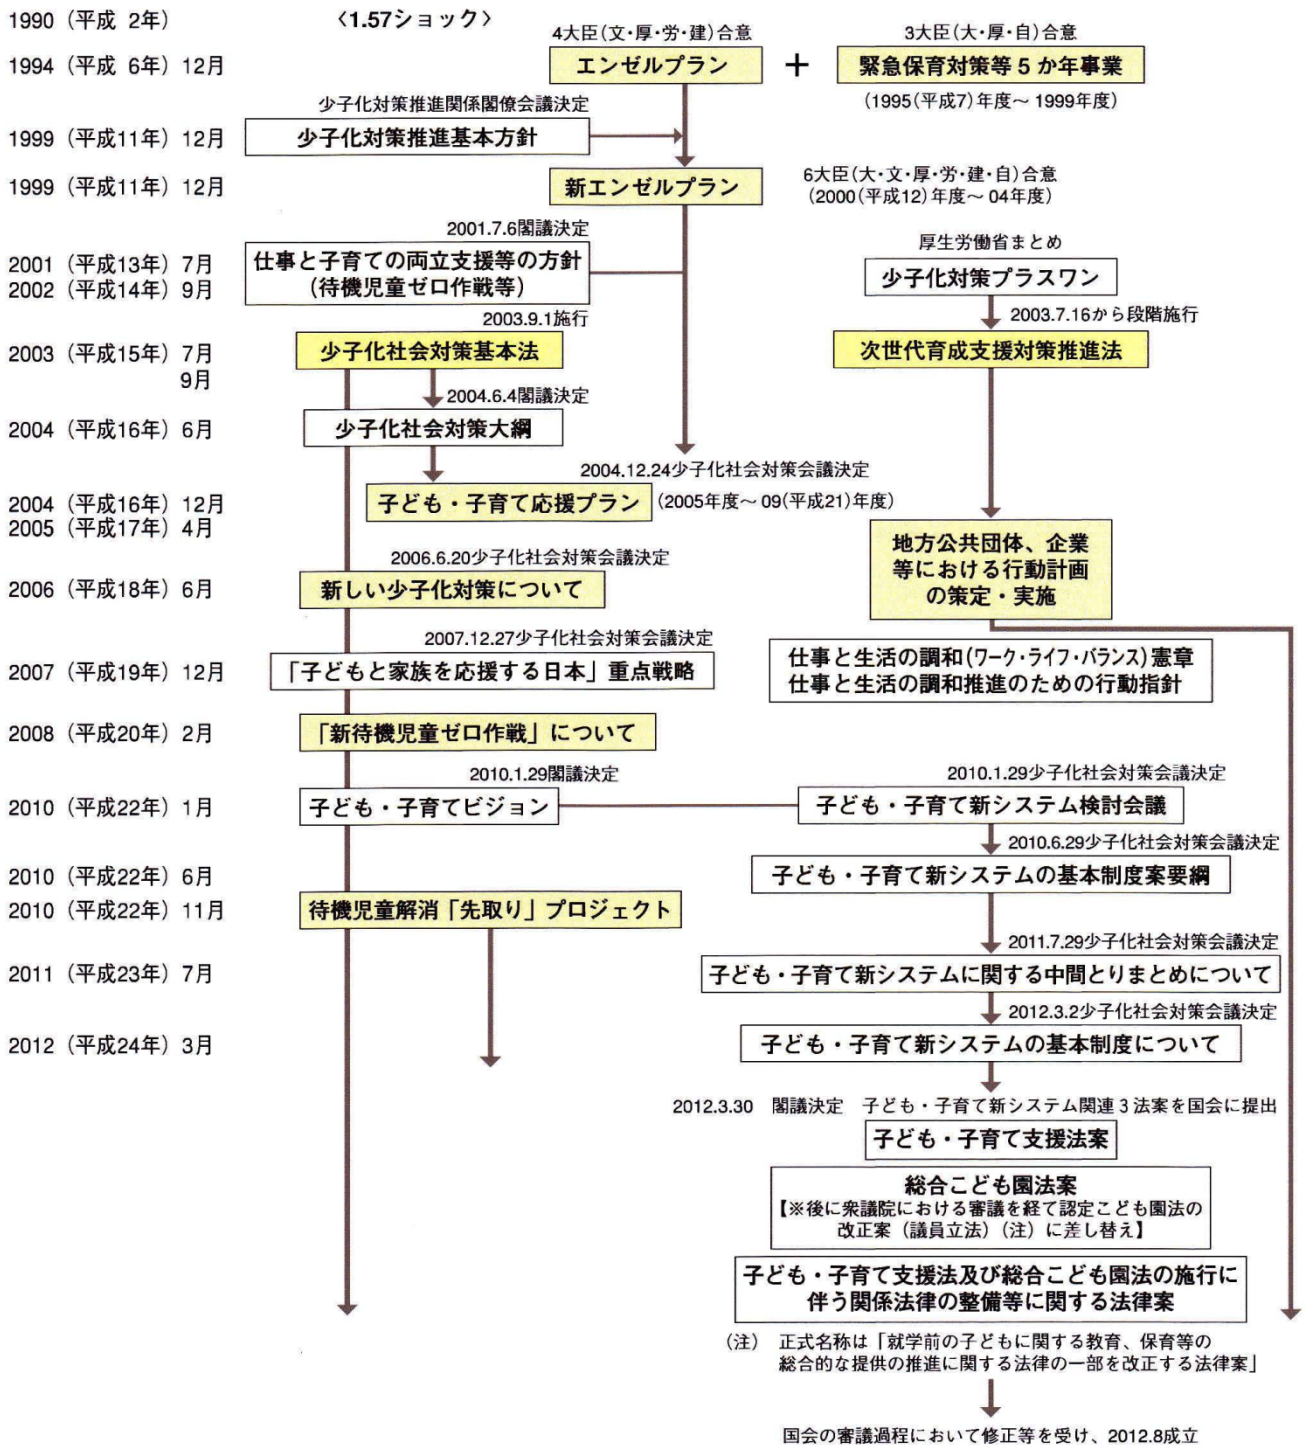 1990（平成 2年）
〈1.57ショック〉
4大臣（文・厚・労・建）合意
3大臣（大・厚・自）合意
1994（平成 6年）12月
エンゼルプラン
＋
緊急保育対策等５か年事業
（1995（平成7）年度～1999年度）
少子化対策推進関係閣僚会議決定
1999（平成11年）12月
少子化対策推進基本方針
1999（平成11年）12月
新エンゼルプラン
6大臣（大・文・厚・労・建・自）合意
（2000（平成12）年度～04年度）
2001.7.6閣議決定
厚生労働省まとめ
2001（平成13年）7月
仕事と子育ての両立支援等の方針
少子化対策プラスワン
2002（平成14年）9月
（待機児童ゼロ作戦等）
2003.9.1施行
2003.7.16から段階施行
2003（平成15年）7月
少子化社会対策基本法
次世代育成支援対策推進法
9月
2004.6.4閣議決定
2004（平成16年）6月
少子化社会対策大綱
2004.12.24少子化社会対策会議決定
2004（平成16年）12月
子ども・子育て応援プラン
（2005年度～09（平成21）年度）
2005（平成17年）4月
地方公共団体、企業
等における行動計画
の策定・実施
2006.6.20少子化社会対策会議決定
2006（平成18年）6月
新しい少子化対策について
2007.12.27少子化社会対策会議決定
2007（平成19年）12月
「子どもと家族を応援する日本」重点戦略
仕事と生活の調和（ワーク・ライフ・バランス）憲章
仕事と生活の調和推進のための行動指針
2008（平成20年）2月
「新待機児童ゼロ作戦」について
2010.1.29閣議決定
2010.1.29少子化社会対策会議決定
2010（平成22年）1月
子ども・子育てビジョン
子ども・子育て新システム検討会議
2010.6.29少子化社会対策会議決定
2010（平成22年）6月
子ども・子育て新システムの基本制度案要綱
2010（平成22年）11月
待機児童解消「先取り」プロジェクト
2011.7.29少子化社会対策会議決定
2011（平成23年）7月
子ども・子育て新システムに関する中間とりまとめについて
2012.3.2少子化社会対策会議決定
2012（平成24年）3月
子ども・子育て新システムの基本制度について
2012.3.30　閣議決定　子ども・子育て新システム関連３法案を国会に提出
子ども・子育て支援法案
総合こども園法案
【※後に衆議院における審議を経て認定こども園法の
改正案（議員立法）（注）に差し替え】
子ども・子育て支援法及び総合こども園法の施行に
伴う関係法律の整備等に関する法律案
（注）　正式名称は「就学前の子どもに関する教育、保育等の
総合的な提供の推進に関する法律の一部を改正する法律案」
国会の審議過程において修正等を受け、2012.8成立